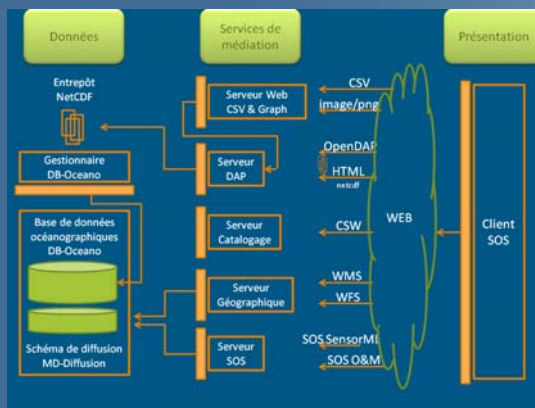 Données
Services de
médiation
Présentation
Entrepôt
NetCDF
Gestionnaire
DB-Oceano
Base de données
océanographiques
DB-Oceano
Schéma de diffusion
MD-Diffusion
Serveur Web
CSV & Graph
Serveur
DAP
Serveur
Catalogage
Serveur
Géographique
Serveur
SOS
CSV
image/png
OpenDAP
HTML
netcdf
CSW
WMS
WFS
SOS SensorML
SOS O&M
WEB
Client
SOS